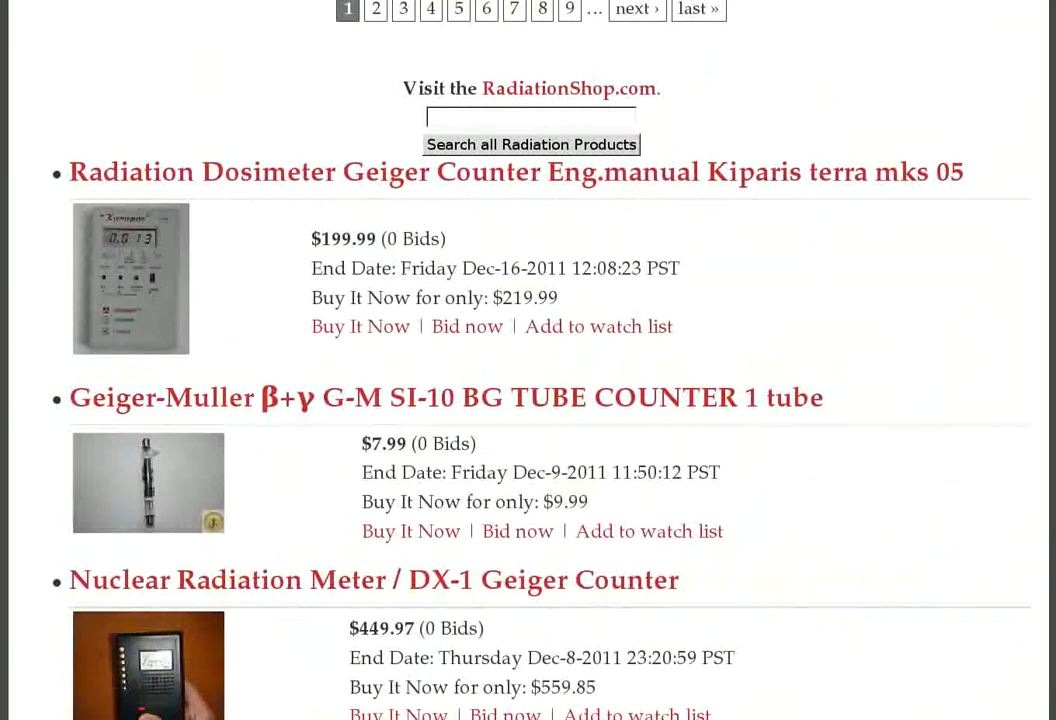 1 2 3 4 5 6 7 8 9 … next › last »
Visit the RadiationShop.com.
Search all Radiation Products
• Radiation Dosimeter Geiger Counter Eng.manual Kiparis terra mks 05
0.0 13
$199.99 (0 Bids)
End Date: Friday Dec-16-2011 12:08:23 PST
Buy It Now for only: $219.99
Buy It Now | Bid now | Add to watch list
• Geiger-Muller β+γ G-M SI-10 BG TUBE COUNTER 1 tube
$7.99 (0 Bids)
End Date: Friday Dec-9-2011 11:50:12 PST
Buy It Now for only: $9.99
Buy It Now | Bid now | Add to watch list
• Nuclear Radiation Meter / DX-1 Geiger Counter
$449.97 (0 Bids)
End Date: Thursday Dec-8-2011 23:20:59 PST
Buy It Now for only: $559.85
Buy It Now | Bid now | Add to watch list